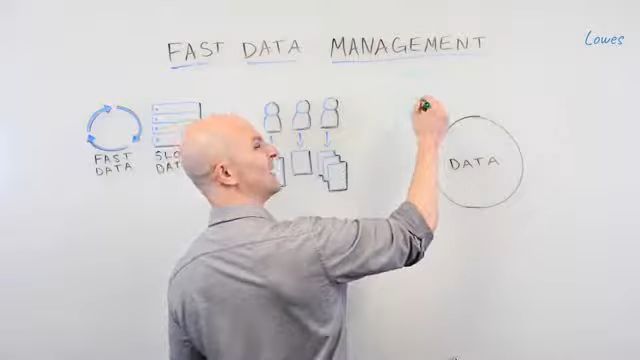 FAST DATA MANAGEMENT
Lowes
FAST
DATA
DATA